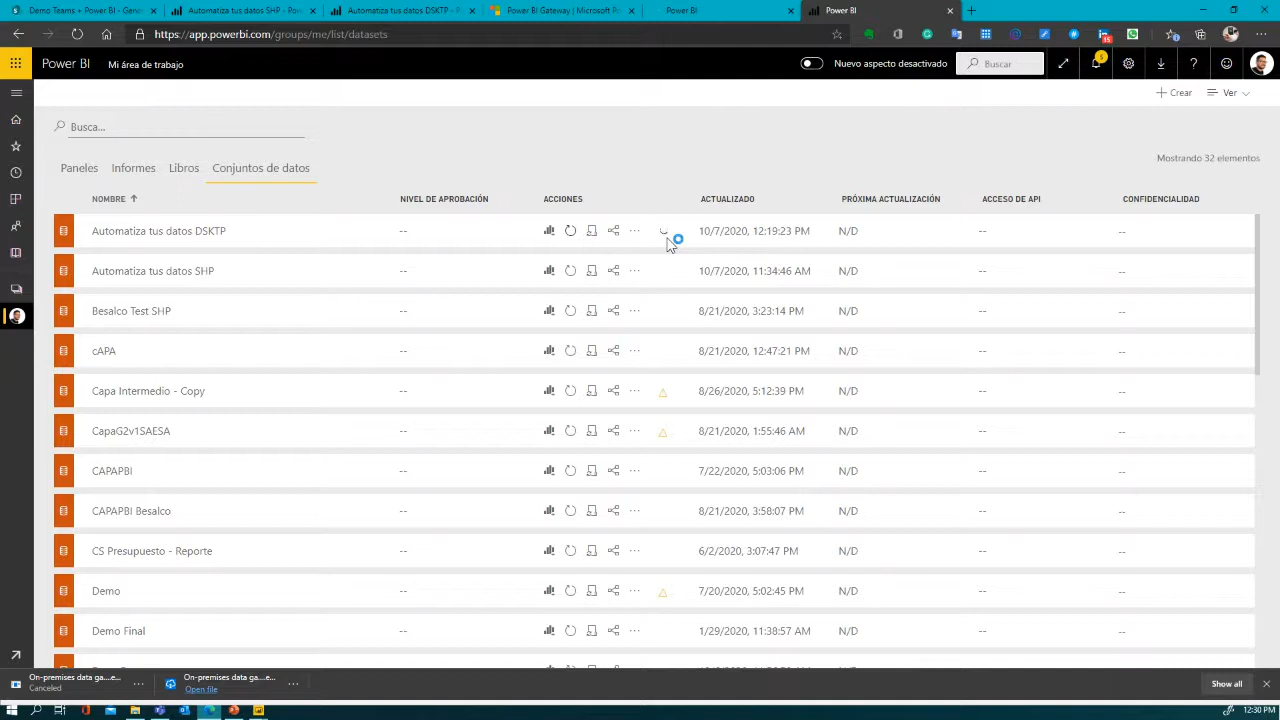 Demo Teams + Power BI - Gener
Automatiza tus datos SHP - Pow
Automatiza tus datos DSKTP - P
Power BI Gateway | Microsoft P
Power BI
Power BI
https://app.powerbi.com/groups/me/list/datasets
Power BI Mi área de trabajo Nuevo aspecto desactivado Buscar
Crear Ver
Busca...
Paneles Informes Libros Conjuntos de datos
Mostrando 32 elementos
NOMBRE NIVEL DE APROBACIÓN ACCIONES ACTUALIZADO PRÓXIMA ACTUALIZACIÓN ACCESO DE API CONFIDENCIALIDAD
Automatiza tus datos DSKTP -- 10/7/2020, 12:19:23 PM N/D -- --
Automatiza tus datos SHP -- 10/7/2020, 11:34:46 AM N/D -- --
Besalco Test SHP -- 8/21/2020, 3:23:14 PM N/D -- --
cAPA -- 8/21/2020, 12:47:21 PM N/D -- --
Capa Intermedio - Copy -- 8/26/2020, 5:12:39 PM N/D -- --
CapaG2v1SAESA -- 8/21/2020, 1:55:46 AM N/D -- --
CAPAPBI -- 7/22/2020, 5:03:06 PM N/D -- --
CAPAPBI Besalco -- 8/21/2020, 3:58:07 PM N/D -- --
CS Presupuesto - Reporte -- 6/2/2020, 3:07:47 PM N/D -- --
Demo -- 7/20/2020, 5:02:45 PM N/D -- --
Demo Final -- 1/29/2020, 11:38:57 AM N/D -- --
On-premises data ga....e...
Canceled
On-premises data ga....e...
Open file
Show all
12:30 PM